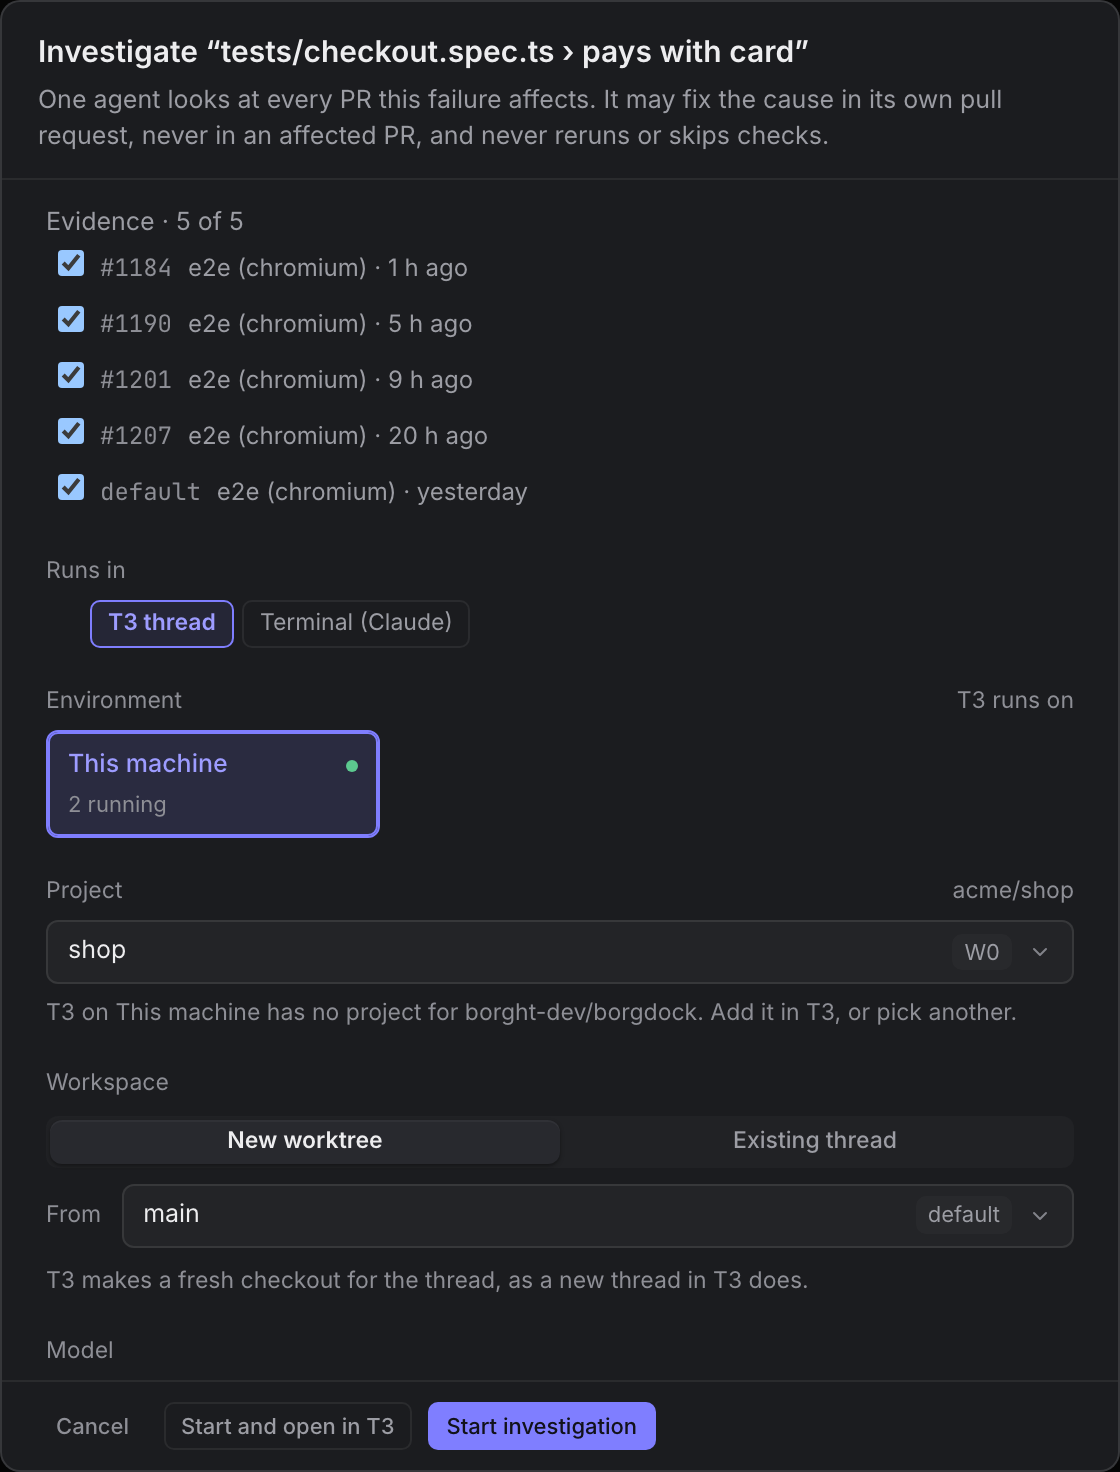 Investigate “tests/checkout.spec.ts › pays with card”
One agent looks at every PR this failure affects. It may fix the cause in its own pull
request, never in an affected PR, and never reruns or skips checks.
Evidence · 5 of 5
#1184 e2e (chromium) · 1 h ago
#1190 e2e (chromium) · 5 h ago
#1201 e2e (chromium) · 9 h ago
#1207 e2e (chromium) · 20 h ago
default e2e (chromium) · yesterday
Runs in
T3 thread Terminal (Claude)
Environment T3 runs on
This machine
2 running
Project acme/shop
shop W0
T3 on This machine has no project for borght-dev/borgdock. Add it in T3, or pick another.
Workspace
New worktree Existing thread
From main default
T3 makes a fresh checkout for the thread, as a new thread in T3 does.
Model
Cancel Start and open in T3 Start investigation